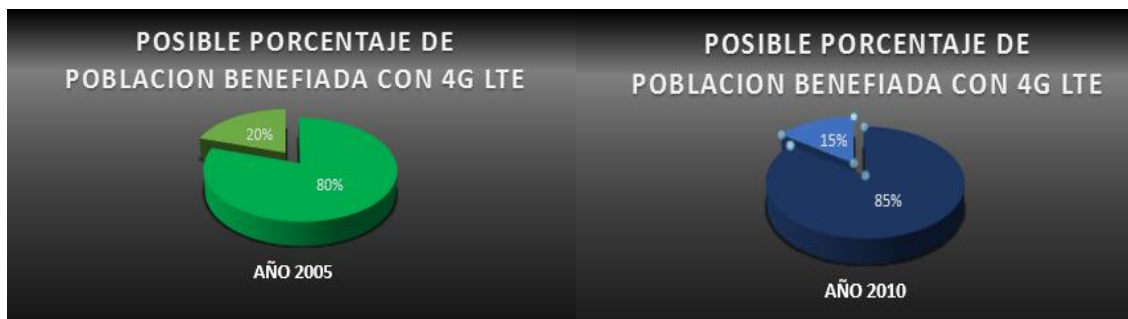 POSIBLE PORCENTAJE DE
POBLACION BENEFIADA CON 4G LTE
20%
80%
AÑO 2005
POSIBLE PORCENTAJE DE
POBLACION BENEFIADA CON 4G LTE
15%
85%
AÑO 2010